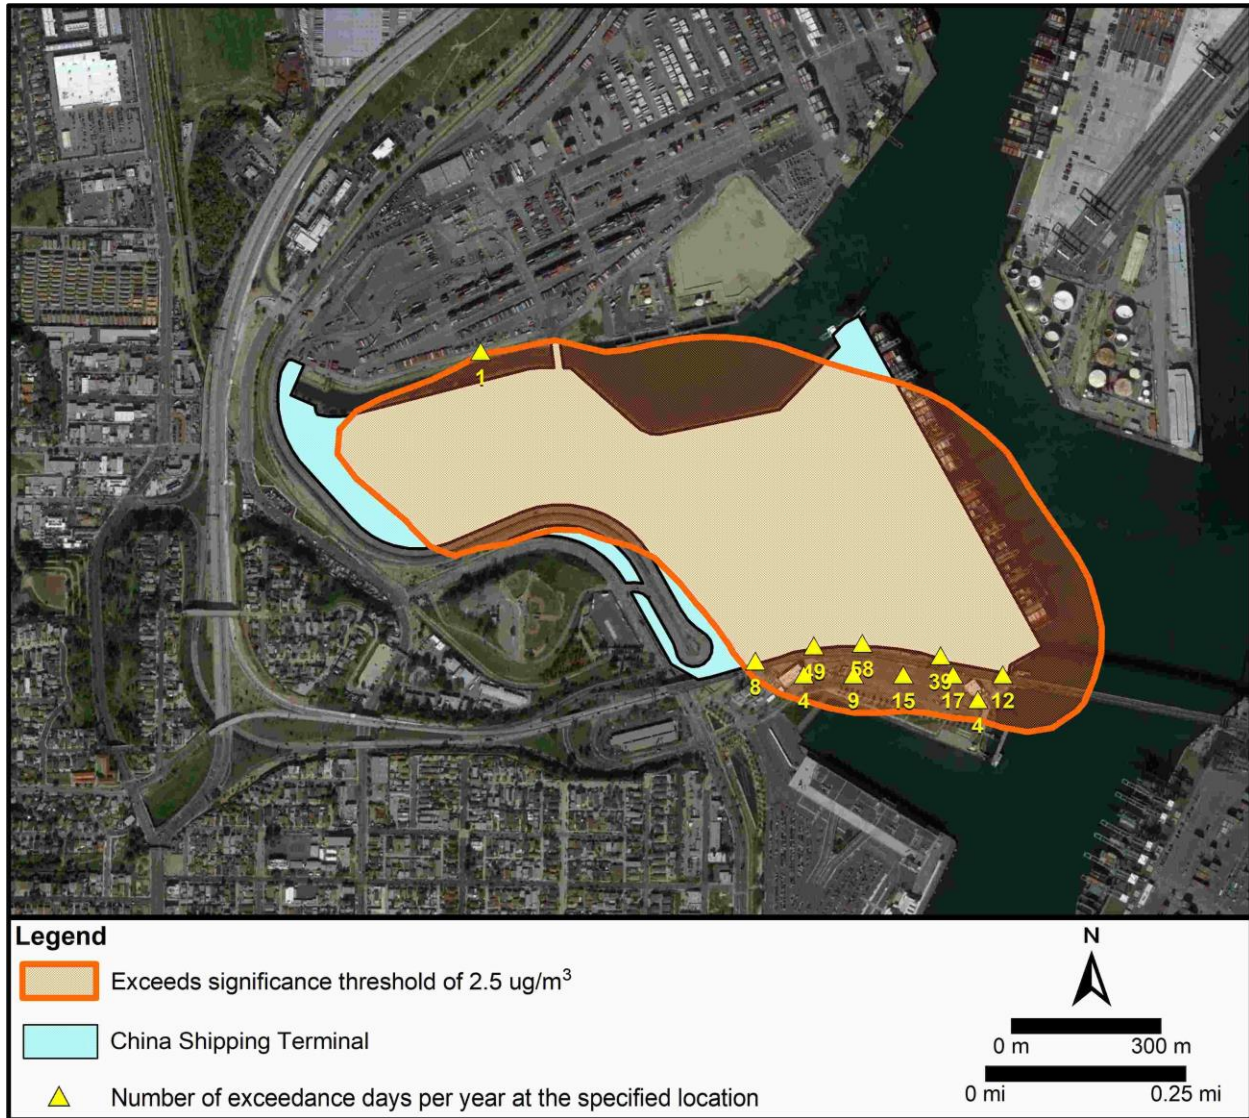 1
49
58
39
8
4
9
15
17
12
4
Legend
Exceeds significance threshold of 2.5 ug/m³
China Shipping Terminal
Number of exceedance days per year at the specified location
N
0 m 300 m
0 mi 0.25 mi